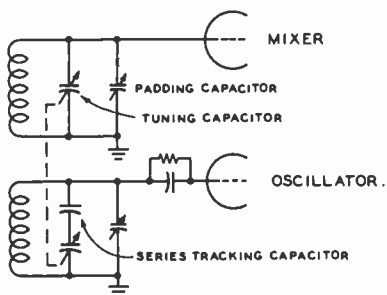 MIXER
PADDING CAPACITOR
TUNING CAPACITOR
OSCILLATOR.
SERIES TRACKING CAPACITOR